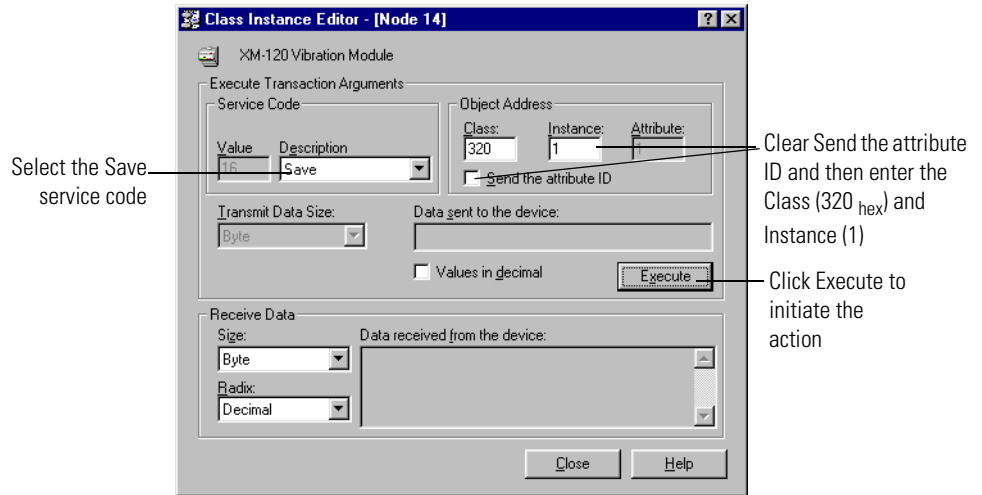 Class Instance Editor - [Node 14]
XM-120 Vibration Module
Execute Transaction Arguments
Service Code
Value
Description
16
Save
Object Address
Class:
Instance:
Attribute:
320
1
1
Send the attribute ID
Transmit Data Size:
Byte
Data sent to the device:
Values in decimal
Execute
Receive Data
Size:
Byte
Radix:
Decimal
Data received from the device:
Close
Help
Select the Save
service code
Clear Send the attribute
ID and then enter the
Class (320 hex) and
Instance (1)
Click Execute to
initiate the
action